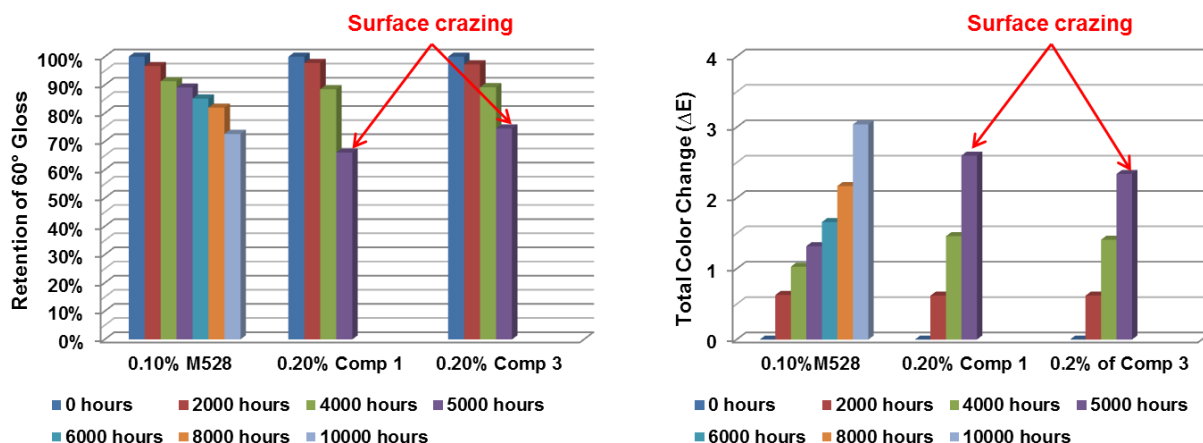 Surface crazing
Retention of 60° Gloss
100%
90%
80%
70%
60%
50%
40%
30%
20%
10%
0%
0.10% M528
0.20% Comp 1
0.20% Comp 3
0 hours
2000 hours
4000 hours
5000 hours
6000 hours
8000 hours
10000 hours
Surface crazing
Total Color Change (ΔE)
4
3
2
1
0
0.10%M528
0.20% Comp 1
0.2% of Comp 3
0 hours
2000 hours
4000 hours
5000 hours
6000 hours
8000 hours
10000 hours